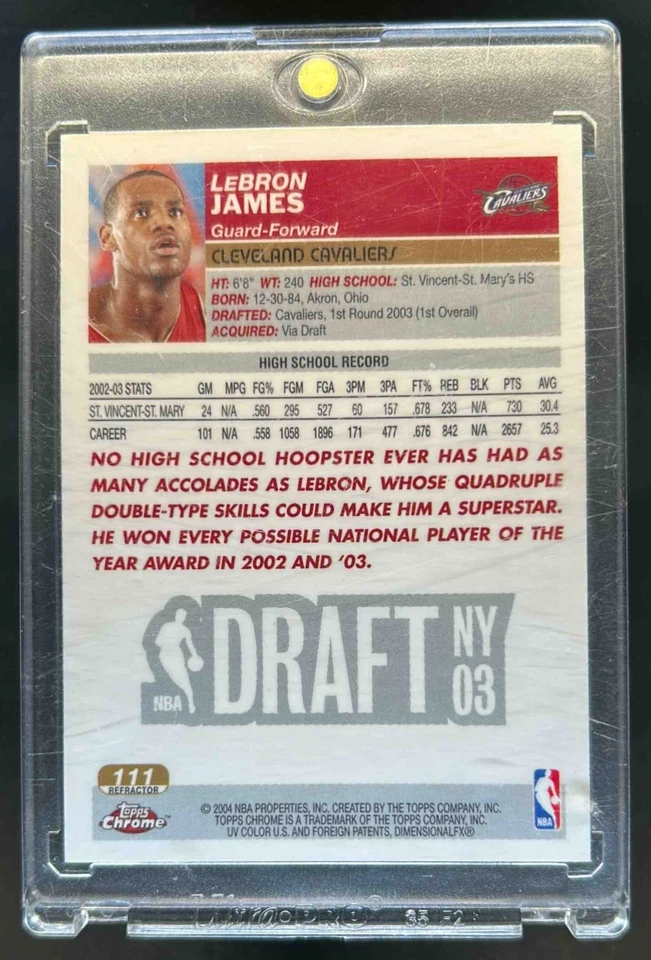 LEBRON
JAMES
CAVALIERS
Guard-Forward
CLEVELAND CAVALIERS
HT: 6'8" WT: 240 HIGH SCHOOL: St. Vincent-St. Mary's HS
BORN: 12-30-84, Akron, Ohio
DRAFTED: Cavaliers, 1st Round 2003 (1st Overall)
ACQUIRED: Via Draft
HIGH SCHOOL RECORD
2002-03 STATS GM MPG FG% FGM FGA 3PM 3PA FT% REB BLK PTS AVG
ST. VINCENT-ST. MARY 24 N/A .560 295 527 60 157 .678 233 N/A 730 30.4
CAREER 101 N/A .558 1058 1896 171 477 .676 842 N/A 2657 25.3
NO HIGH SCHOOL HOOPSTER EVER HAS HAD AS
MANY ACCOLADES AS LEBRON, WHOSE QUADRUPLE
DOUBLE-TYPE SKILLS COULD MAKE HIM A SUPERSTAR.
HE WON EVERY POSSIBLE NATIONAL PLAYER OF THE
YEAR AWARD IN 2002 AND '03.
NBA DRAFT NY
03
111
REFRACTOR
Topps
Chrome
© 2004 NBA PROPERTIES, INC. CREATED BY THE TOPPS COMPANY, INC.
TOPPS CHROME IS A TRADEMARK OF THE TOPPS COMPANY, INC.
UV COLOR U.S. AND FOREIGN PATENTS, DIMENSIONALFX®
NBA
Ultra•PRO®